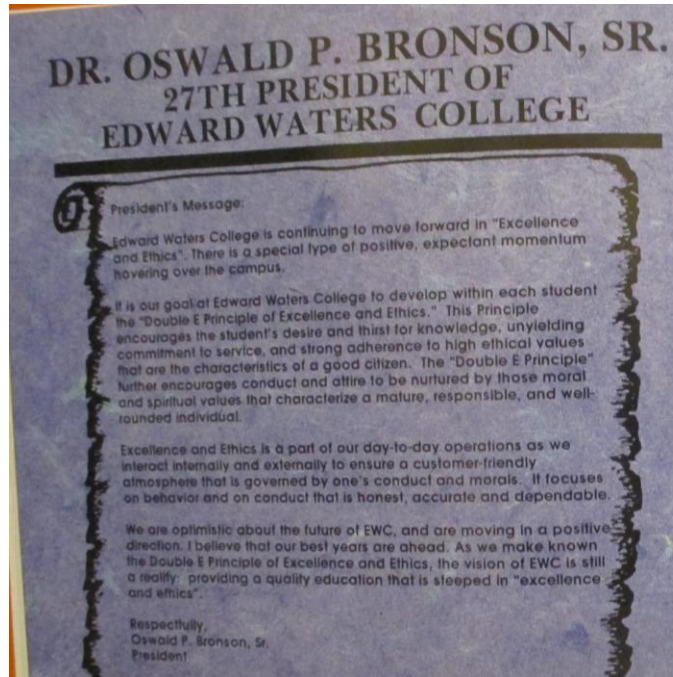 DR. OSWALD P. BRONSON, SR.
27TH PRESIDENT OF
EDWARD WATERS COLLEGE
President's Message:
Edward Waters College is continuing to move forward in "Excellence
and Ethics". There is a special type of positive, expectant momentum
hovering over the campus.
It is our goal at Edward Waters College to develop within each student
the "Double E Principle of Excellence and Ethics." This Principle
encourages the student's desire and thirst for knowledge, unyielding
commitment to service, and strong adherence to high ethical values
that are the characteristics of a good citizen. The "Double E Principle"
further encourages conduct and attire to be nurtured by those moral
and spiritual values that characterize a mature, responsible, and well-
rounded individual.
Excellence and Ethics is a part of our day-to-day operations as we
interact internally and externally to ensure a customer-friendly
atmosphere that is governed by one's conduct and morals. It focuses
on behavior and on conduct that is honest, accurate and dependable.
We are optimistic about the future of EWC, and are moving in a positive
direction. I believe that our best years are ahead. As we make known
the Double E Principle of Excellence and Ethics, the vision of EWC is still
a reality: providing a quality education that is steeped in "excellence
and ethics".
Respectfully,
Oswald P. Bronson, Sr.
President